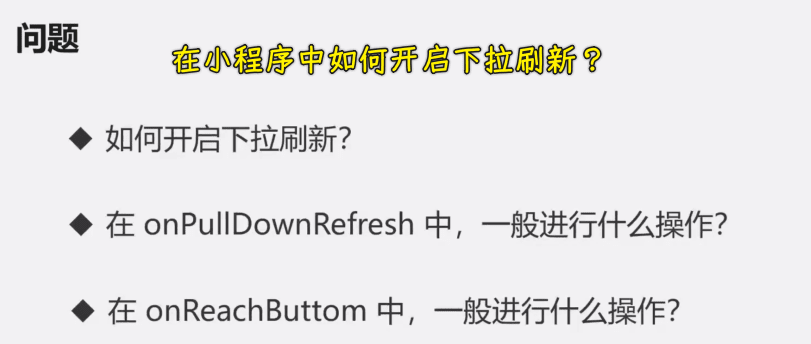 问题
在小程序中如何开启下拉刷新？
◆ 如何开启下拉刷新？
◆ 在 onPullDownRefresh 中，一般进行什么操作？
◆ 在 onReachButtom 中，一般进行什么操作？